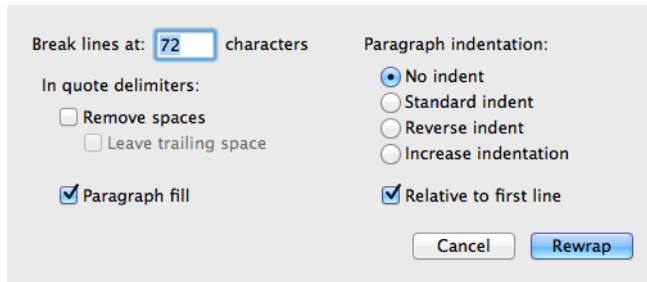 Break lines at: 72 characters
In quote delimiters:
Remove spaces
Leave trailing space
Paragraph fill
Paragraph indentation:
No indent
Standard indent
Reverse indent
Increase indentation
Relative to first line
Cancel Rewrap